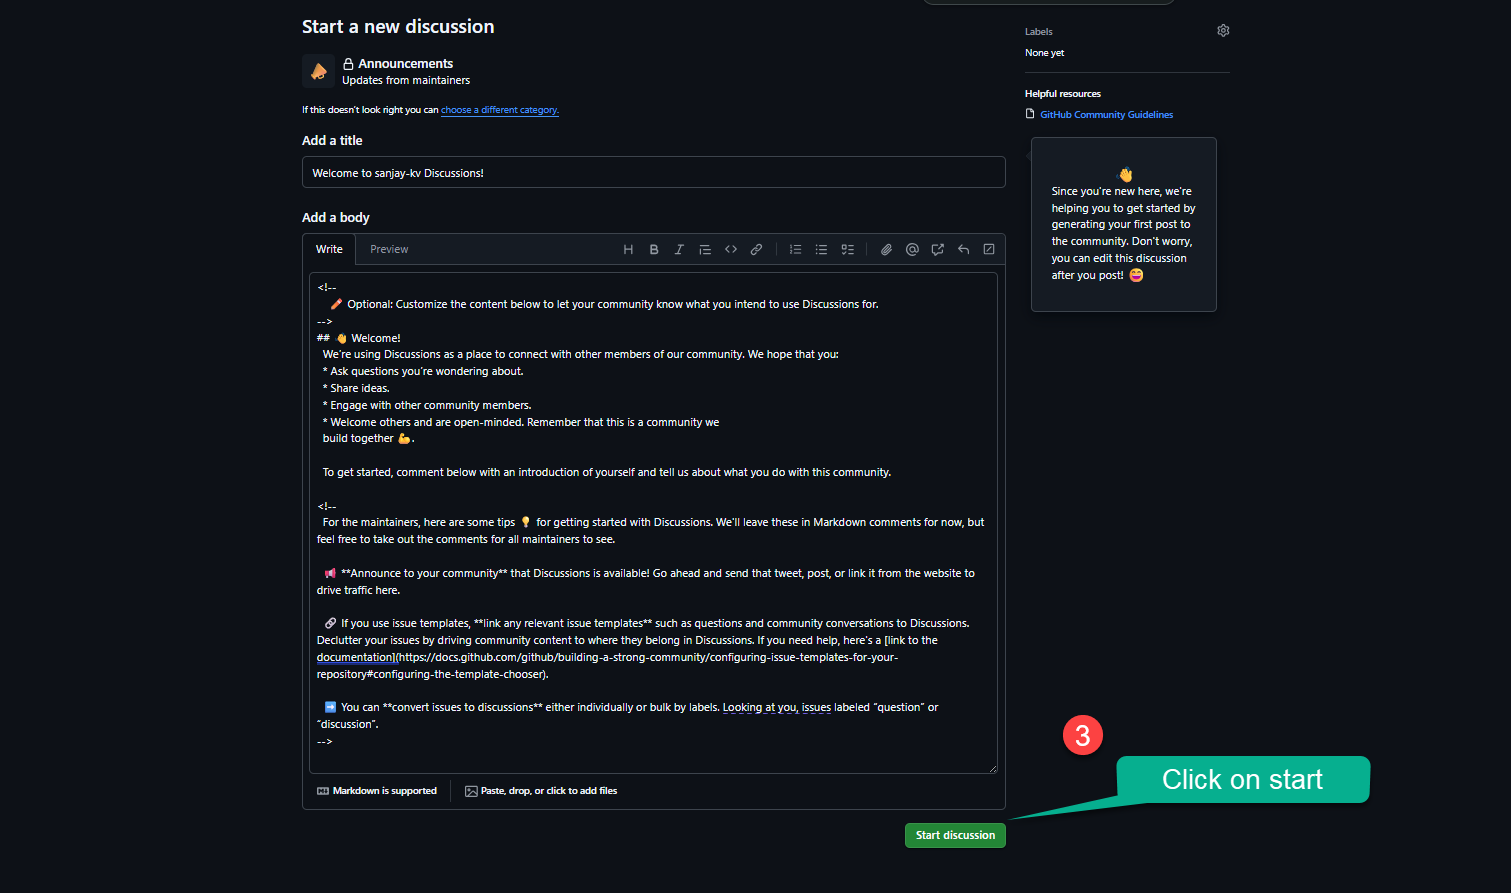 Start a new discussion
Announcements
Updates from maintainers
If this doesn't look right you can choose a different category.
Add a title
Welcome to sanjay-kv Discussions!
Add a body
Write Preview
<!--
✏️ Optional: Customize the content below to let your community know what you intend to use Discussions for.
-->
## 👋 Welcome!
We're using Discussions as a place to connect with other members of our community. We hope that you:
* Ask questions you're wondering about.
* Share ideas.
* Engage with other community members.
* Welcome others and are open-minded. Remember that this is a community we
build together 💪.
To get started, comment below with an introduction of yourself and tell us about what you do with this community.
<!--
For the maintainers, here are some tips 💡 for getting started with Discussions. We'll leave these in Markdown comments for now, but
feel free to take out the comments for all maintainers to see.
📢 **Announce to your community** that Discussions is available! Go ahead and send that tweet, post, or link it from the website to
drive traffic here.
🔗 If you use issue templates, **link any relevant issue templates** such as questions and community conversations to Discussions.
Declutter your issues by driving community content to where they belong in Discussions. If you need help, here's a [link to the
documentation](https://docs.github.com/github/building-a-strong-community/configuring-issue-templates-for-your-
repository#configuring-the-template-chooser).
➡️ You can **convert issues to discussions** either individually or bulk by labels. Looking at you, issues labeled "question" or
"discussion".
-->
Markdown is supported
Paste, drop, or click to add files
Start discussion
Labels
None yet
Helpful resources
GitHub Community Guidelines
👋
Since you're new here, we're
helping you to get started by
generating your first post to
the community. Don't worry,
you can edit this discussion
after you post! 😄
3
Click on start